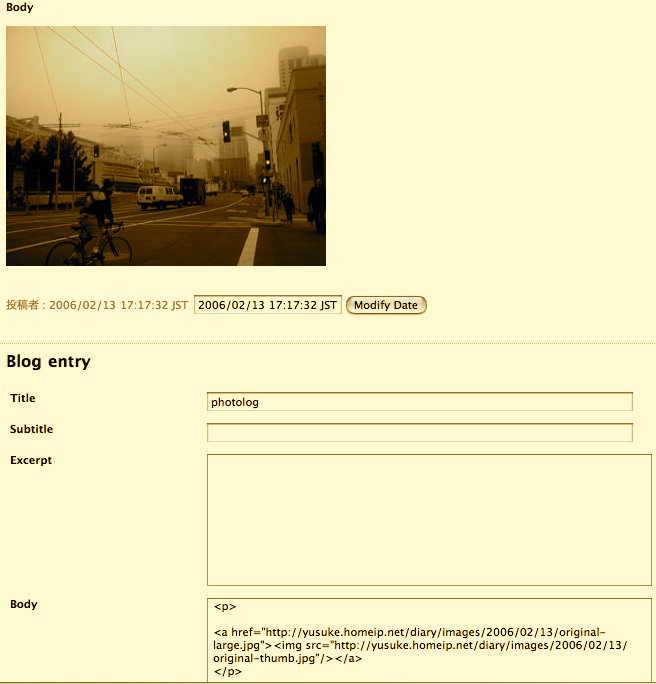 Body
投稿者 : 2006/02/13 17:17:32 JST 2006/02/13 17:17:32 JST Modify Date
Blog entry
Title photolog
Subtitle
Excerpt
Body <p>
<a href="http://yusuke.homeip.net/diary/images/2006/02/13/original-
large.jpg"><img src="http://yusuke.homeip.net/diary/images/2006/02/13/
original-thumb.jpg"/></a>
</p>